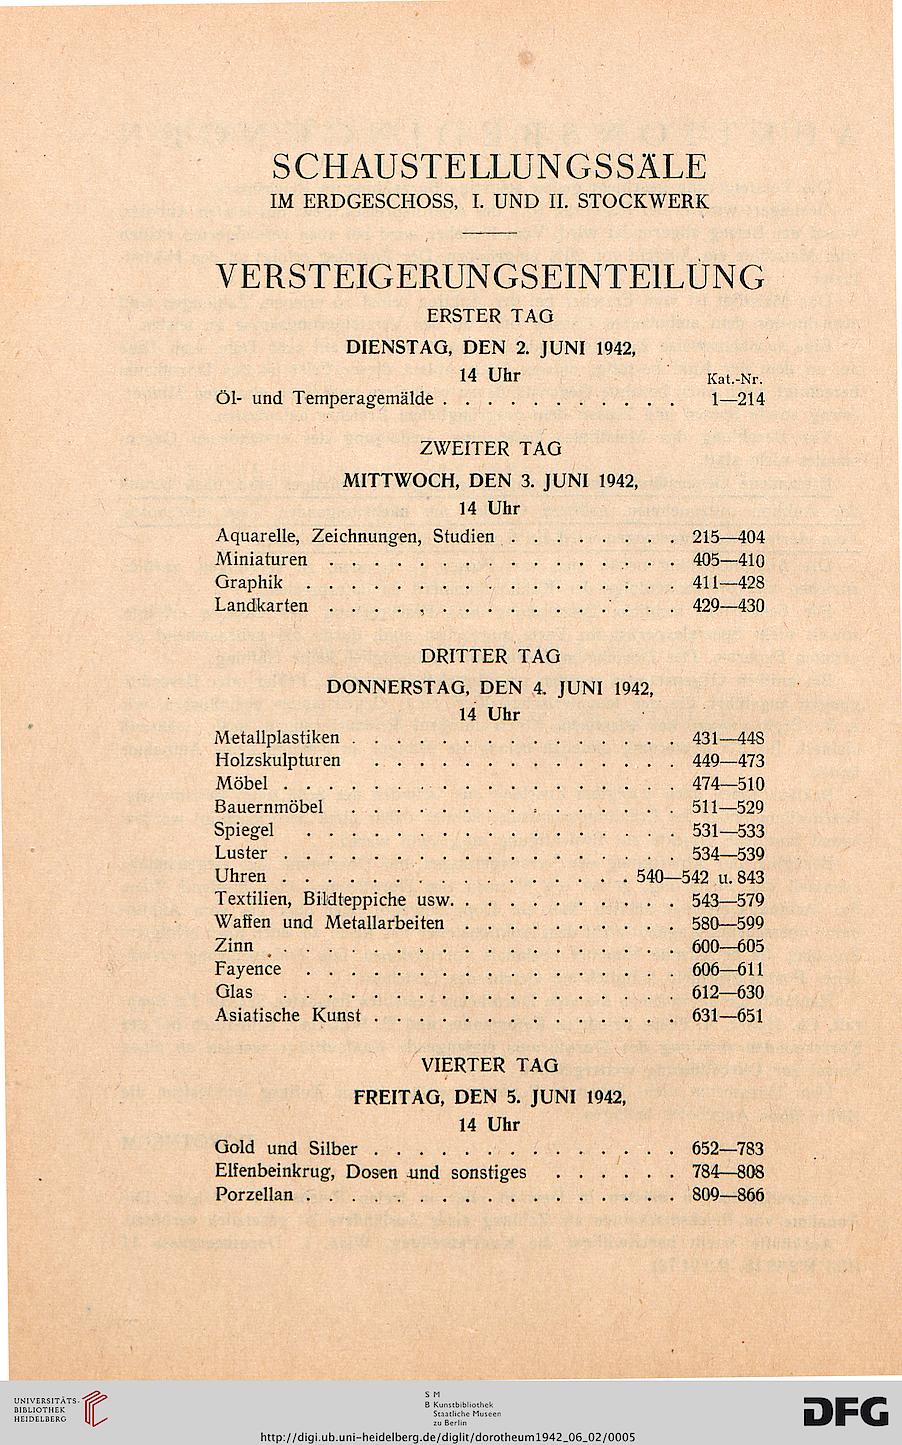 SCHAUSTELLUNGSSÄLE
IM ERDGESCHOSS, I. UND II. STOCKWERK
VERSTEIGERUNGSEINTEILUNG
ERSTER TAG
DIENSTAG, DEN 2. JUNI 1942,
14 Uhr
Kat.-Nr.
Öl- und Temperagemälde . . . . . . . . . . . 1—214
ZWEITER TAG
MITTWOCH, DEN 3. JUNI 1942,
14 Uhr
Aquarelle, Zeichnungen, Studien . . . . . . . . 215—404
Miniaturen . . . . . . . . . . . . . . . . 405—410
Graphik . . . . . . . . . . . . . . . . . 411—428
Landkarten . . . . . . . . . . . . . . . . 429—430
DRITTER TAG
DONNERSTAG, DEN 4. JUNI 1942,
14 Uhr
Metallplastiken . . . . . . . . . . . . . . 431—448
Holzskulpturen . . . . . . . . . . . . . . 449—473
Möbel . . . . . . . . . . . . . . . . . . 474—510
Bauernmöbel . . . . . . . . . . . . . . . 511—529
Spiegel . . . . . . . . . . . . . . . . . 531—533
Luster . . . . . . . . . . . . . . . . . . 534—539
Uhren . . . . . . . . . . . . . . . . 540—542 u. 843
Textilien, Bildteppiche usw. . . . . . . . . . . 543—579
Waffen und Metallarbeiten . . . . . . . . . . 580—599
Zinn . . . . . . . . . . . . . . . . . . 600—605
Fayence . . . . . . . . . . . . . . . . . 606—611
Glas . . . . . . . . . . . . . . . . . . 612—630
Asiatische Kunst . . . . . . . . . . . . . . 631—651
VIERTER TAG
FREITAG, DEN 5. JUNI 1942,
14 Uhr
Gold und Silber . . . . . . . . . . . . . . 652—783
Elfenbeinkrug, Dosen und sonstiges . . . . . . 784—808
Porzellan . . . . . . . . . . . . . . . . . 809—866
UNIVERSITÄTS-
BIBLIOTHEK
HEIDELBERG
S M
B Kunstbibliothek
Staatliche Museen
zu Berlin
DFG
http://digi.ub.uni-heidelberg.de/diglit/dorotheum1942_06_02/0005